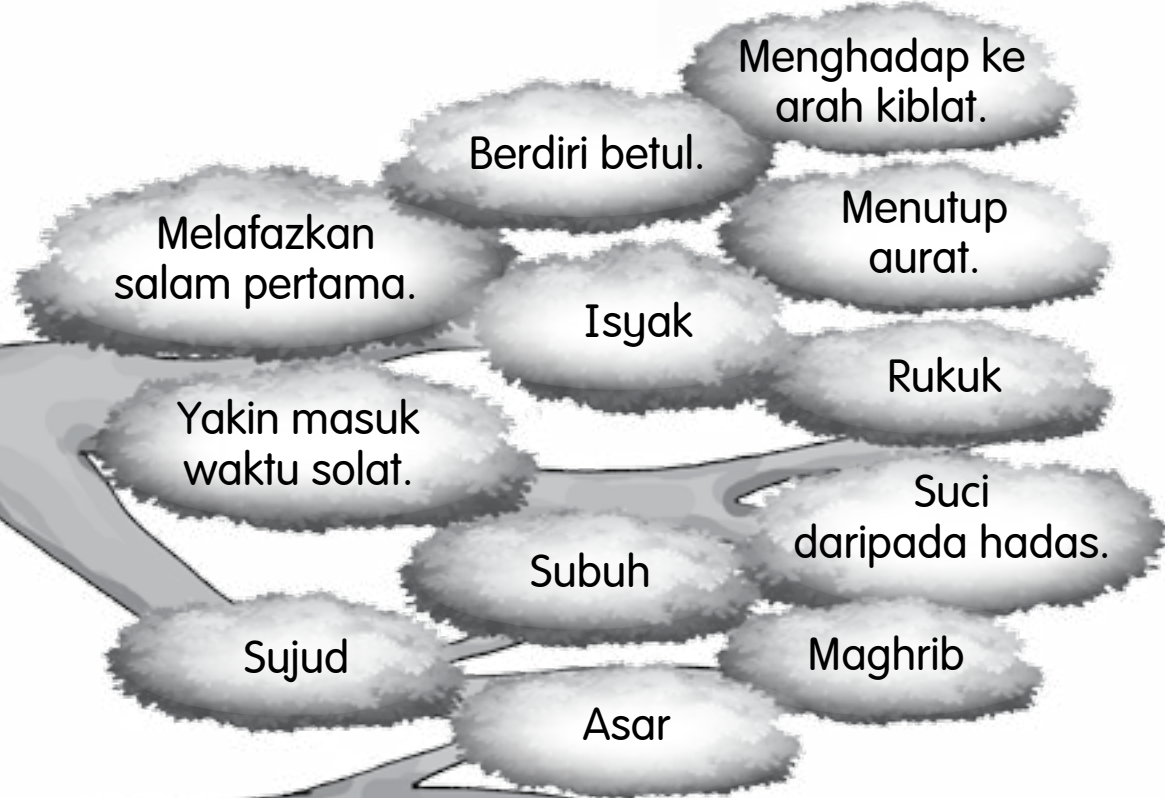 Menghadap ke
arah kiblat.
Berdiri betul.
Menutup
aurat.
Melafazkan
salam pertama.
Isyak
Rukuk
Yakin masuk
waktu solat.
Suci
daripada hadas.
Subuh
Sujud
Maghrib
Asar